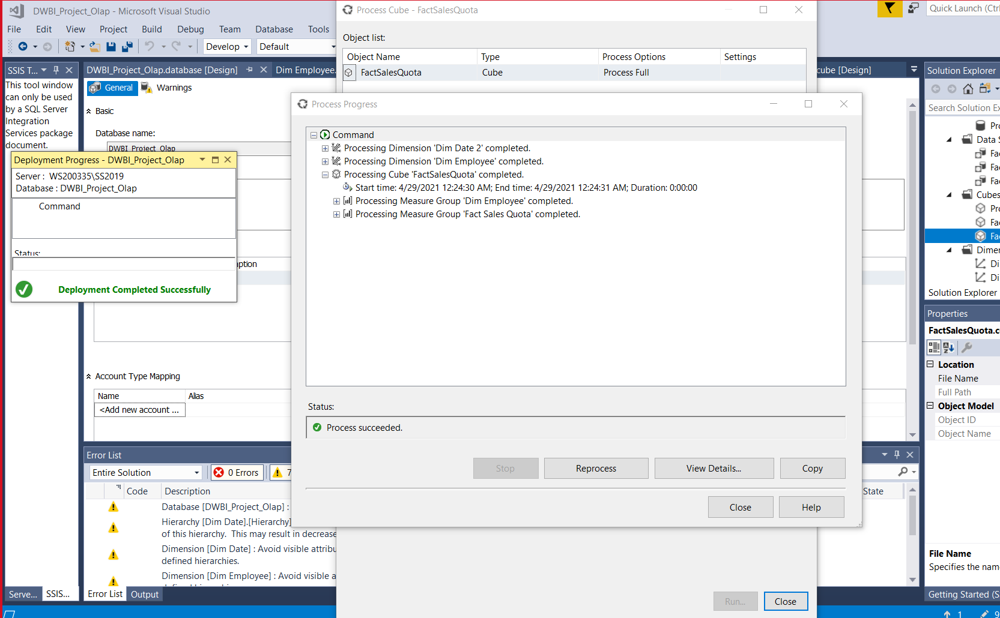 DWBI_Project_Olap - Microsoft Visual Studio
Quick Launch (Ctrl
File Edit View Project Build Debug Team Database Tools
Develop Default
Process Cube - FactSalesQuota
Object list:
Object Name Type Process Options Settings
FactSalesQuota Cube Process Full
SSIS T...
This tool window
can only be used
by a SQL Server
Integration
Services package
document.
DWBI_Project_Olap.database [Design] Dim Employee. cube [Design]
General Warnings
Basic
Database name:
DWBI_Project_Olap
Deployment Progress - DWBI_Project_Olap
Server : WS200335\SS2019
Database : DWBI_Project_Olap
Command
Status:
Deployment Completed Successfully
Account Type Mapping
Name Alias
<Add new account ...
Process Progress
Command
Processing Dimension 'Dim Date 2' completed.
Processing Dimension 'Dim Employee' completed.
Processing Cube 'FactSalesQuota' completed.
Start time: 4/29/2021 12:24:30 AM; End time: 4/29/2021 12:24:31 AM; Duration: 0:00:00
Processing Measure Group 'Dim Employee' completed.
Processing Measure Group 'Fact Sales Quota' completed.
Status:
Process succeeded.
Stop Reprocess View Details... Copy
Close Help
Run... Close
Error List
Entire Solution 0 Errors 7
Code Description State
Database [DWBI_Project_Olap] :
Hierarchy [Dim Date].[Hierarchy]
of this hierarchy. This may result in decrease
Dimension [Dim Date] : Avoid visible attribu
defined hierarchies.
Dimension [Dim Employee] : Avoid visible a
Serve... SSIS... Error List Output
Solution Explorer
Search Solution Ex
Pro
Data S
Fa
Fa
Fa
Cubes
Pro
Fa
Fa
Dimen
Di
Di
Solution Explorer
Properties
FactSalesQuota.c
Location
File Name
Full Path
Object Model
Object ID
Object Name
File Name
Specifies the nam
Getting Started (S
1 9